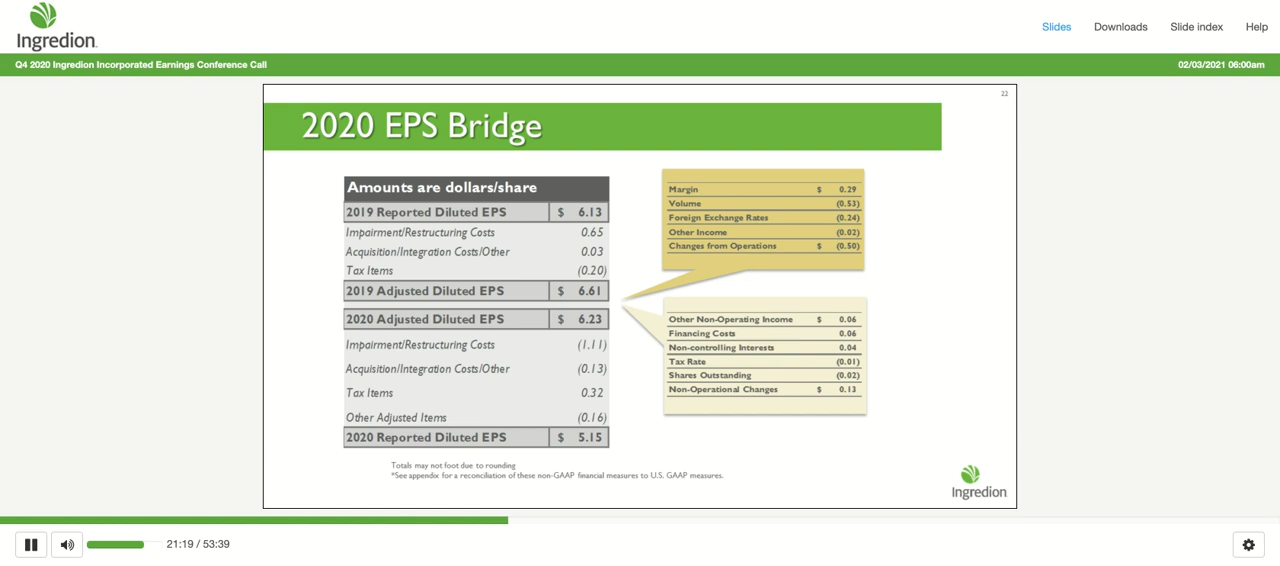 Ingredion
Slides Downloads Slide index Help
Q4 2020 Ingredion Incorporated Earnings Conference Call 02/03/2021 06:00am
22
2020 EPS Bridge
Amounts are dollars/share
2019 Reported Diluted EPS $ 6.13
Impairment/Restructuring Costs 0.65
Acquisition/Integration Costs/Other 0.03
Tax Items (0.20)
2019 Adjusted Diluted EPS $ 6.61
2020 Adjusted Diluted EPS $ 6.23
Impairment/Restructuring Costs (1.11)
Acquisition/Integration Costs/Other (0.13)
Tax Items 0.32
Other Adjusted Items (0.16)
2020 Reported Diluted EPS $ 5.15
Margin $ 0.29
Volume (0.53)
Foreign Exchange Rates (0.24)
Other Income (0.02)
Changes from Operations $ (0.50)
Other Non-Operating Income $ 0.06
Financing Costs 0.06
Non-controlling Interests 0.04
Tax Rate (0.01)
Shares Outstanding (0.02)
Non-Operational Changes $ 0.13
Totals may not foot due to rounding
*See appendix for a reconciliation of these non-GAAP financial measures to U.S. GAAP measures.
Ingredion
21:19 / 53:39